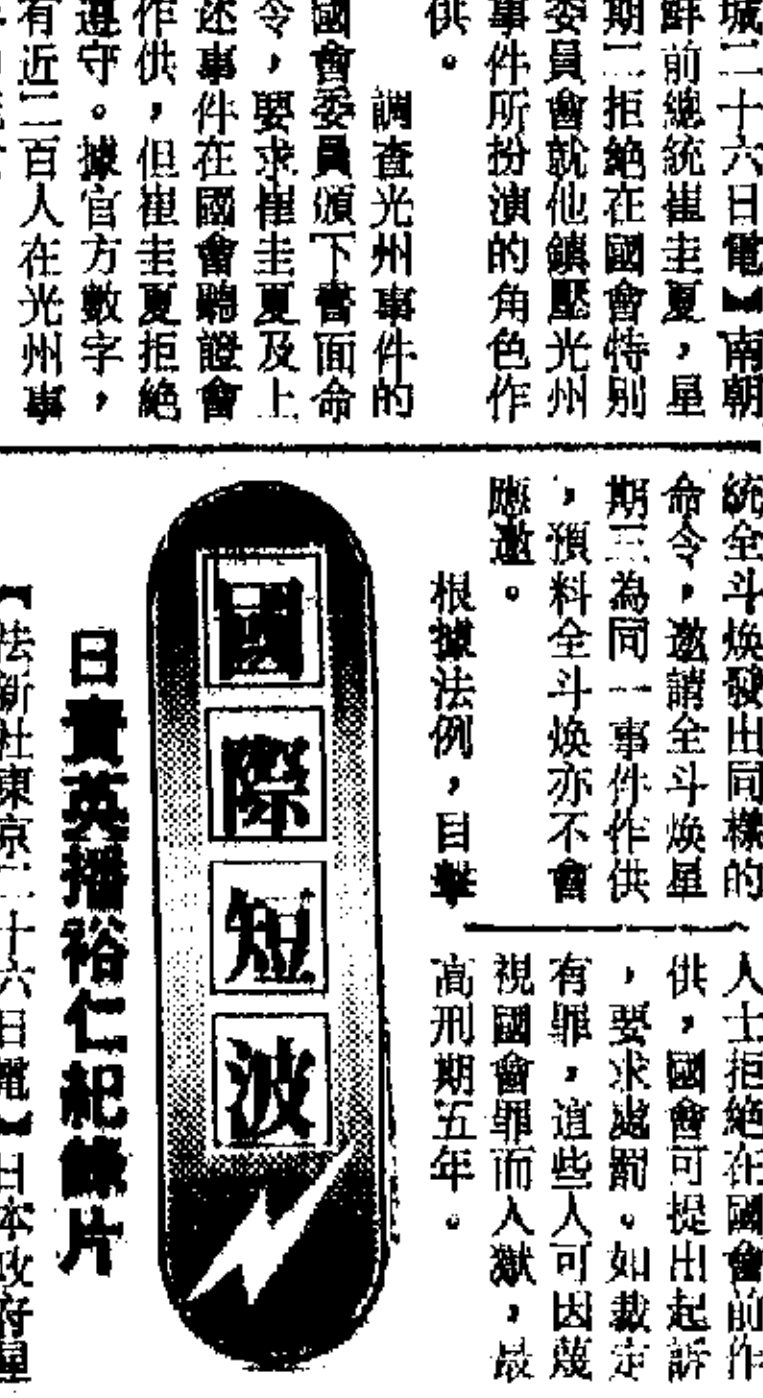 城二十六日電】南朝
鮮前總統崔圭夏，星
期二拒絕在國會特別
委員會就他鎮壓光州
事件所扮演的角色作
供。
調查光州事件的
國會委員頒下書面命
令，要求崔圭夏及上
述事件在國會聽證會
作供，但崔圭夏拒絕
遵守。據官方數字，
有近二百人在光州事
統全斗煥發出同樣的
命令，邀請全斗煥星
期三為同一事件作供
，預料全斗煥亦不會
應邀。
根據法例，目擊
人士拒絕在國會前作
供，國會可提出起訴
，要求處罰。如裁定
有罪，這些人可因蔑
視國會罪而入獄，最
高刑期五年。
國際短波
日責英播裕仁紀錄片
【法新社東京二十六日電】日本政府星